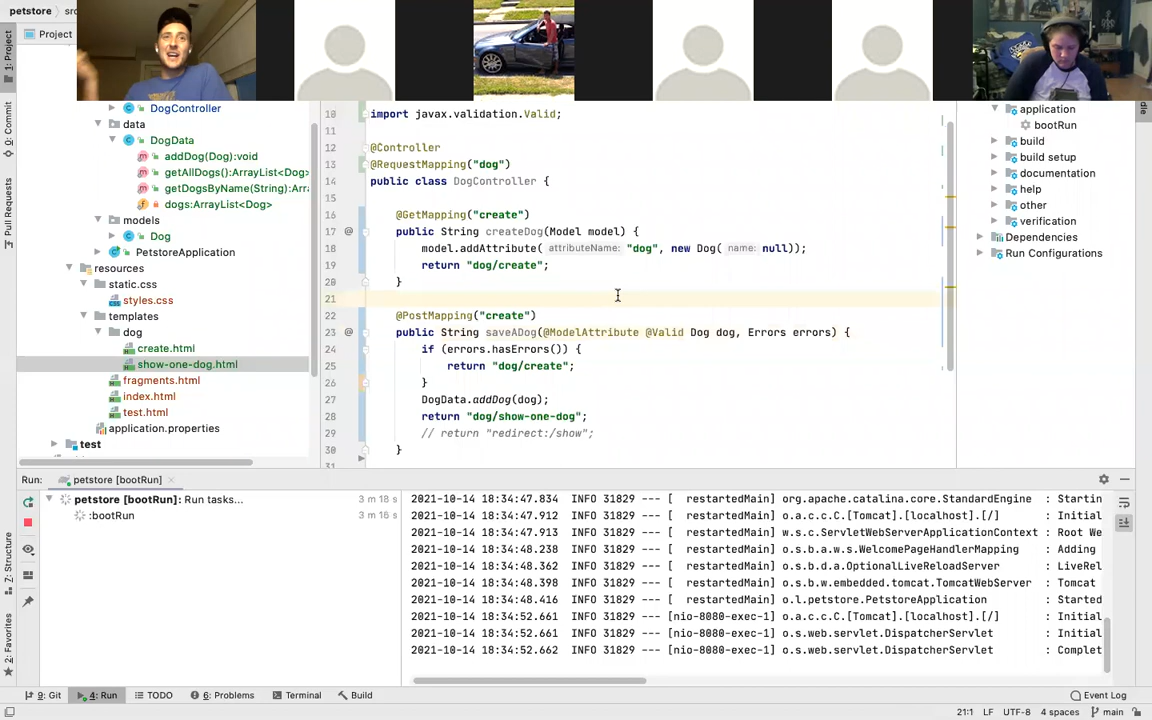 petstore
src
Project
1: Project
0: Commit
Pull Requests
Z: Structure
2: Favorites
DogController
data
DogData
addDog(Dog):void
getAllDogs():ArrayList<Dog>
getDogsByName(String):Arra
dogs:ArrayList<Dog>
models
Dog
PetstoreApplication
resources
static.css
styles.css
templates
dog
create.html
show-one-dog.html
fragments.html
index.html
test.html
application.properties
test
10 import javax.validation.Valid;
11
12 @Controller
13 @RequestMapping("dog")
14 public class DogController {
15
16 @GetMapping("create")
17 @ public String createDog(Model model) {
18 model.addAttribute( attributeName: "dog", new Dog( name: null));
19 return "dog/create";
20 }
21
22 @PostMapping("create")
23 @ public String saveADog(@ModelAttribute @Valid Dog dog, Errors errors) {
24 if (errors.hasErrors()) {
25 return "dog/create";
26 }
27 DogData.addDog(dog);
28 return "dog/show-one-dog";
29 // return "redirect:/show";
30 }
31
application
bootRun
build
build setup
documentation
help
other
verification
Dependencies
Run Configurations
Run: petstore [bootRun]
petstore [bootRun]: Run tasks... 3 m 18 s
:bootRun 3 m 16 s
2021-10-14 18:34:47.834 INFO 31829 --- [ restartedMain] org.apache.catalina.core.StandardEngine : Startin
2021-10-14 18:34:47.912 INFO 31829 --- [ restartedMain] o.a.c.c.C.[Tomcat].[localhost].[/] : Initial
2021-10-14 18:34:47.913 INFO 31829 --- [ restartedMain] w.s.c.ServletWebServerApplicationContext : Root We
2021-10-14 18:34:48.238 INFO 31829 --- [ restartedMain] o.s.b.a.w.s.WelcomePageHandlerMapping : Adding
2021-10-14 18:34:48.362 INFO 31829 --- [ restartedMain] o.s.b.d.a.OptionalLiveReloadServer : LiveRel
2021-10-14 18:34:48.398 INFO 31829 --- [ restartedMain] o.s.b.w.embedded.tomcat.TomcatWebServer : Tomcat
2021-10-14 18:34:48.416 INFO 31829 --- [ restartedMain] o.l.petstore.PetstoreApplication : Started
2021-10-14 18:34:52.661 INFO 31829 --- [nio-8080-exec-1] o.a.c.c.C.[Tomcat].[localhost].[/] : Initial
2021-10-14 18:34:52.661 INFO 31829 --- [nio-8080-exec-1] o.s.web.servlet.DispatcherServlet : Initial
2021-10-14 18:34:52.662 INFO 31829 --- [nio-8080-exec-1] o.s.web.servlet.DispatcherServlet : Complet
9: Git 4: Run TODO 6: Problems Terminal Build Event Log
21:1 LF UTF-8 4 spaces main